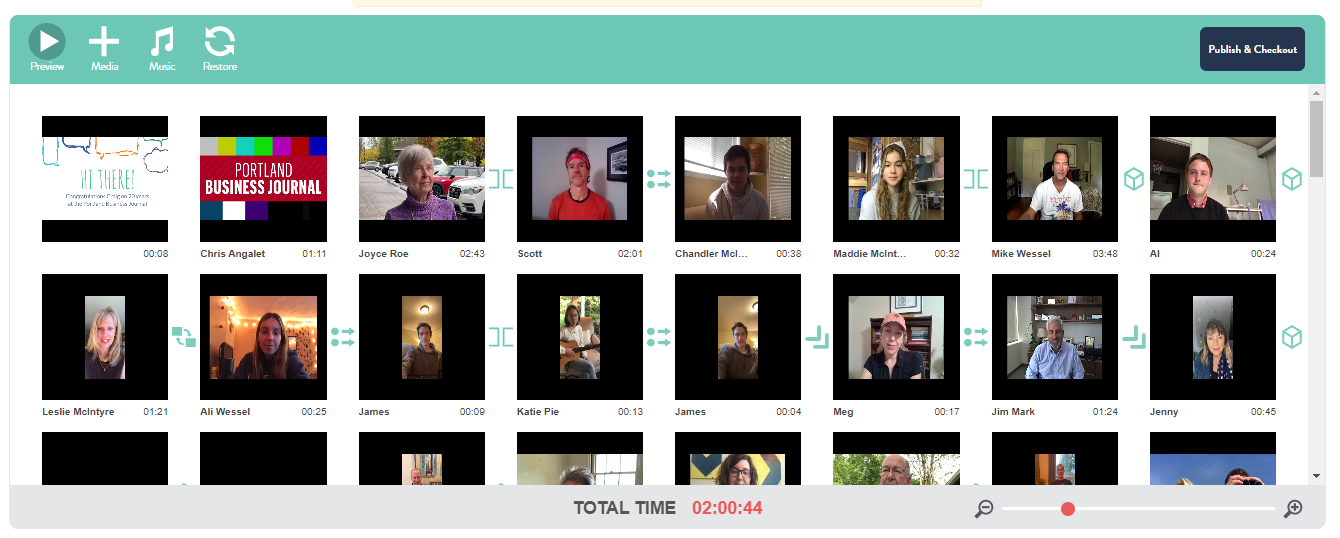 Preview
Media
Music
Restore
Publish & Checkout
HI THERE!
Congratulations Craig on 20 years
at the Portland Business Journal
PORTLAND
BUSINESS JOURNAL
00:08
Chris Angalet 01:11
Joyce Roe 02:43
Scott 02:01
Chandler McI... 00:38
Maddie McInt... 00:32
Mike Wessel 03:48
Al 00:24
Leslie McIntyre 01:21
Ali Wessel 00:25
James 00:09
Katie Pie 00:13
James 00:04
Meg 00:17
Jim Mark 01:24
Jenny 00:45
TOTAL TIME 02:00:44